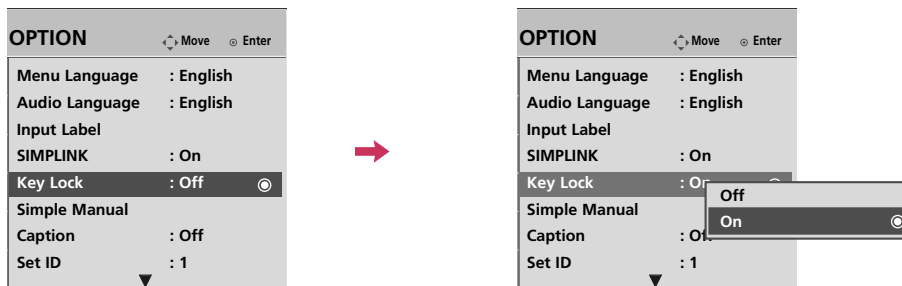 OPTION Move Enter
Menu Language : English
Audio Language : English
Input Label
SIMPLINK : On
Key Lock : Off
Simple Manual
Caption : Off
Set ID : 1
OPTION Move Enter
Menu Language : English
Audio Language : English
Input Label
SIMPLINK : On
Key Lock : On
Off
Simple Manual
On
Caption : Off
Set ID : 1